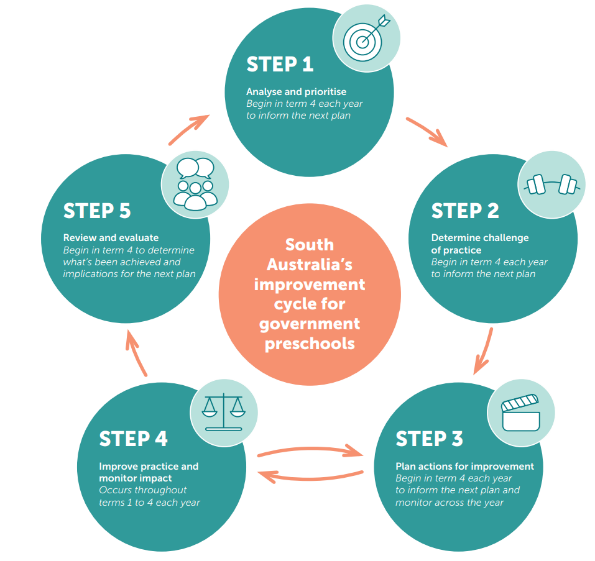 STEP 1
Analyse and prioritise
Begin in term 4 each year
to inform the next plan
STEP 2
Determine challenge
of practice
Begin in term 4 each year
to inform the next plan
STEP 3
Plan actions for improvement
Begin in term 4 each year
to inform the next plan and
monitor across the year
STEP 4
Improve practice and
monitor impact
Occurs throughout
terms 1 to 4 each year
STEP 5
Review and evaluate
Begin in term 4 to determine
what's been achieved and
implications for the next plan
South
Australia's
improvement
cycle for
government
preschools